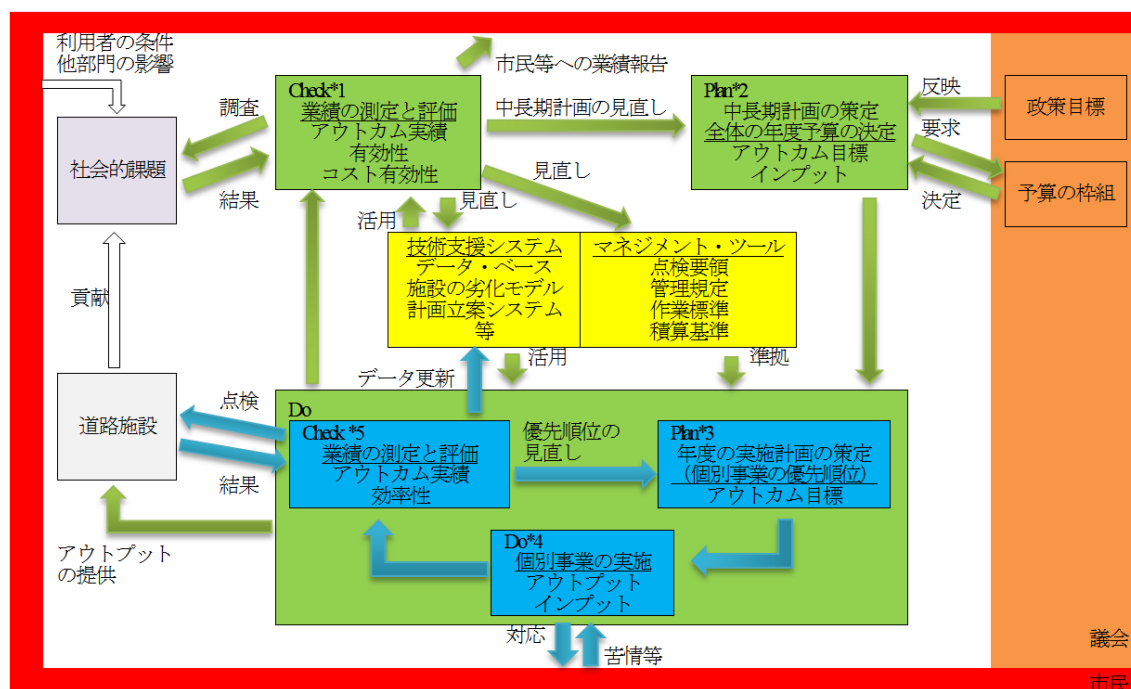 利用者の条件
他部門の影響
市民等への業績報告
Check*1
業績の測定と評価
アウトカム実績
有効性
コスト有効性
中長期計画の見直し
Plan*2
中長期計画の策定
全体の年度予算の決定
アウトカム目標
インプット
反映
政策目標
要求
予算の枠組
決定
調査
社会的課題
結果
見直し
見直し
活用
技術支援システム
データ・ベース
施設の劣化モデル
計画立案システム
等
マネジメント・ツール
点検要領
管理規定
作業標準
積算基準
貢献
活用
準拠
データ更新
道路施設
点検
結果
Do
Check *5
業績の測定と評価
アウトカム実績
効率性
優先順位の
見直し
Plan*3
年度の実施計画の策定
（個別事業の優先順位）
アウトカム目標
Do*4
個別事業の実施
アウトプット
インプット
アウトプット
の提供
対応
苦情等
議会
市民